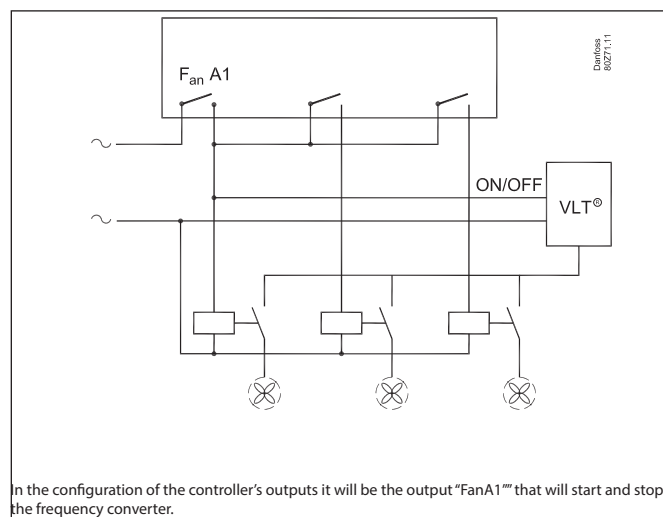 Danfoss
80Z71.11
Fan A1
ON/OFF
VLT®
In the configuration of the controller’s outputs it will be the output “FanA1”” that will start and stop
the frequency converter.